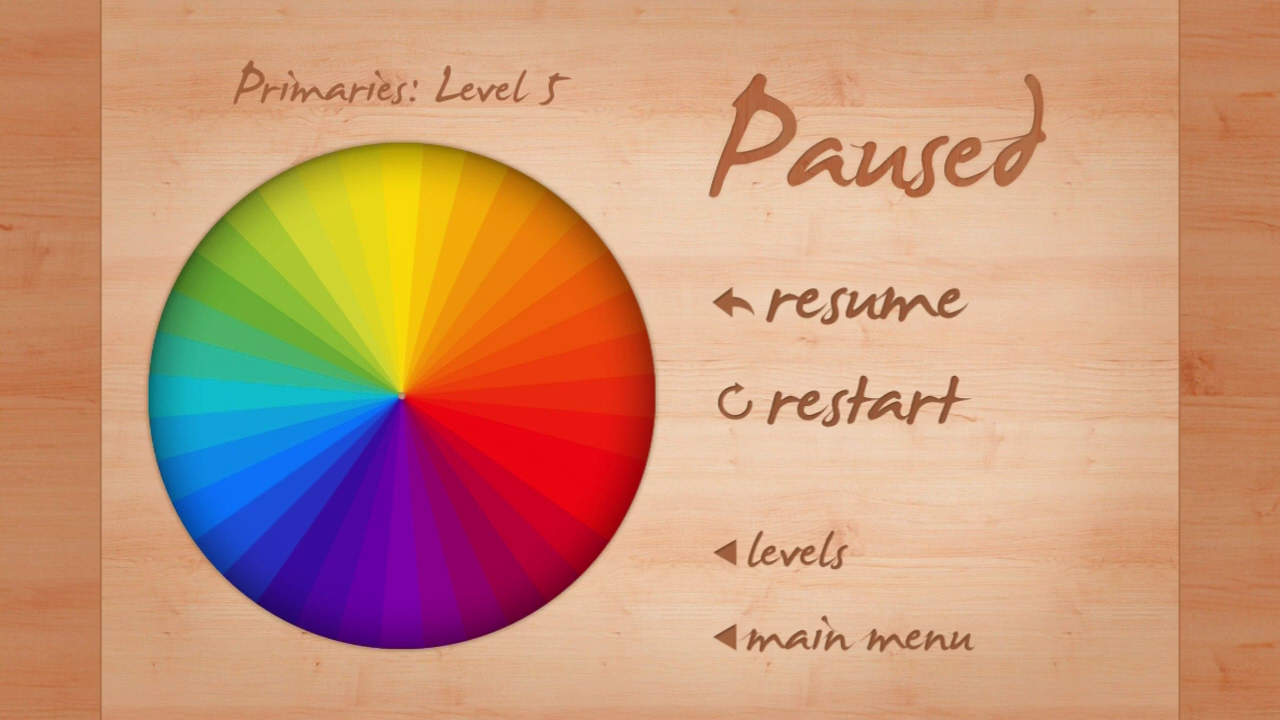 Primaries: Level 5
Paused
resume
restart
levels
main menu